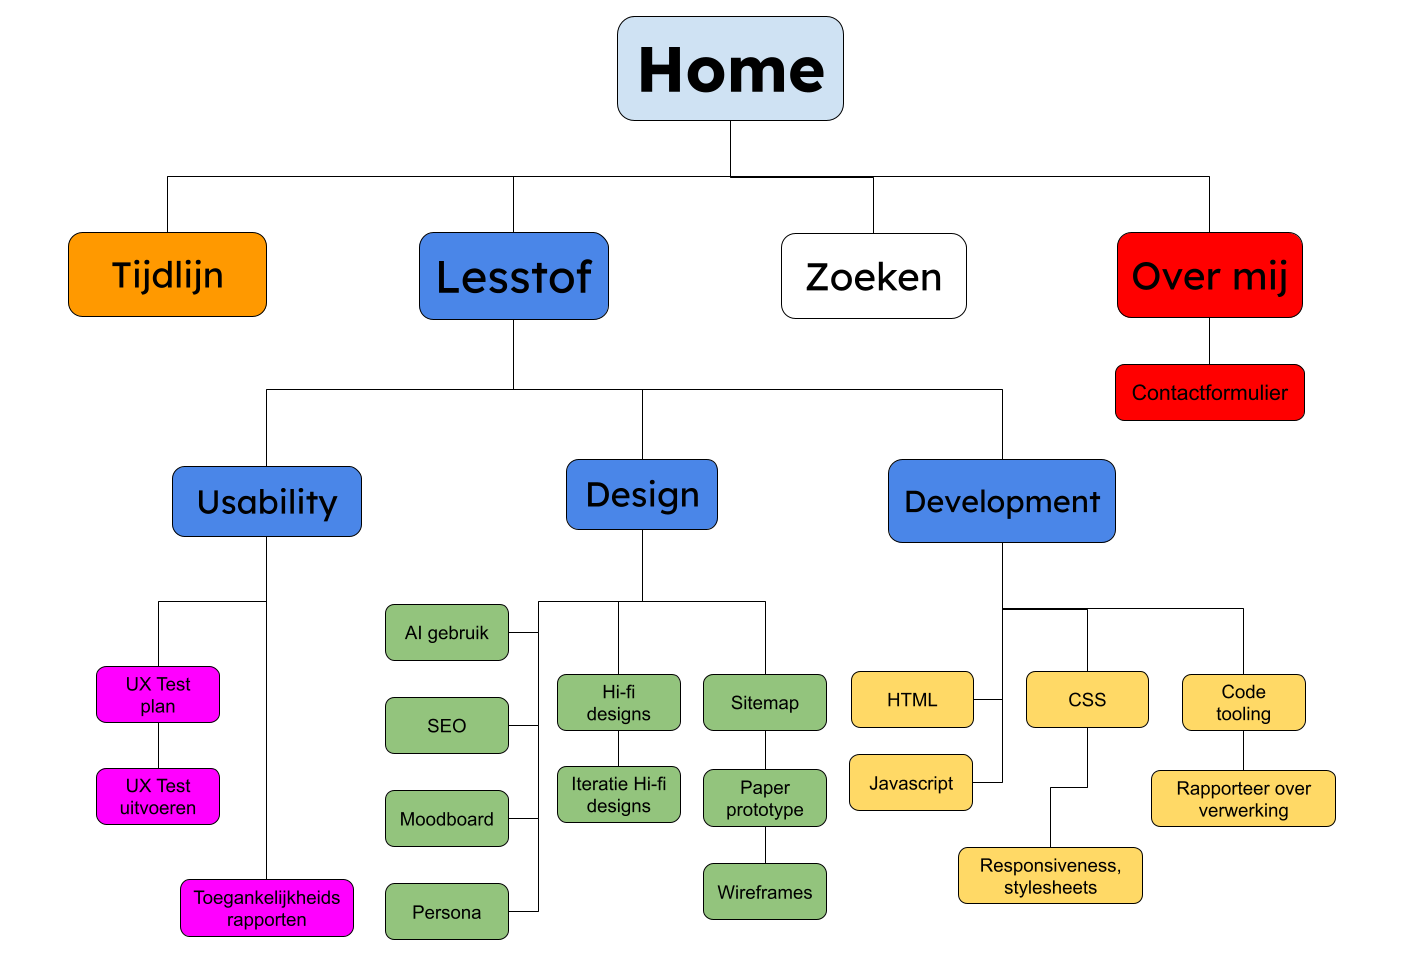 Home
Tijdlijn
Lesstof
Zoeken
Over mij
Contactformulier
Usability
Design
Development
UX Test
plan
UX Test
uitvoeren
Toegankelijkheids
rapporten
AI gebruik
SEO
Moodboard
Persona
Hi-fi
designs
Iteratie Hi-fi
designs
Sitemap
Paper
prototype
Wireframes
HTML
Javascript
CSS
Responsiveness,
stylesheets
Code
tooling
Rapporteer over
verwerking